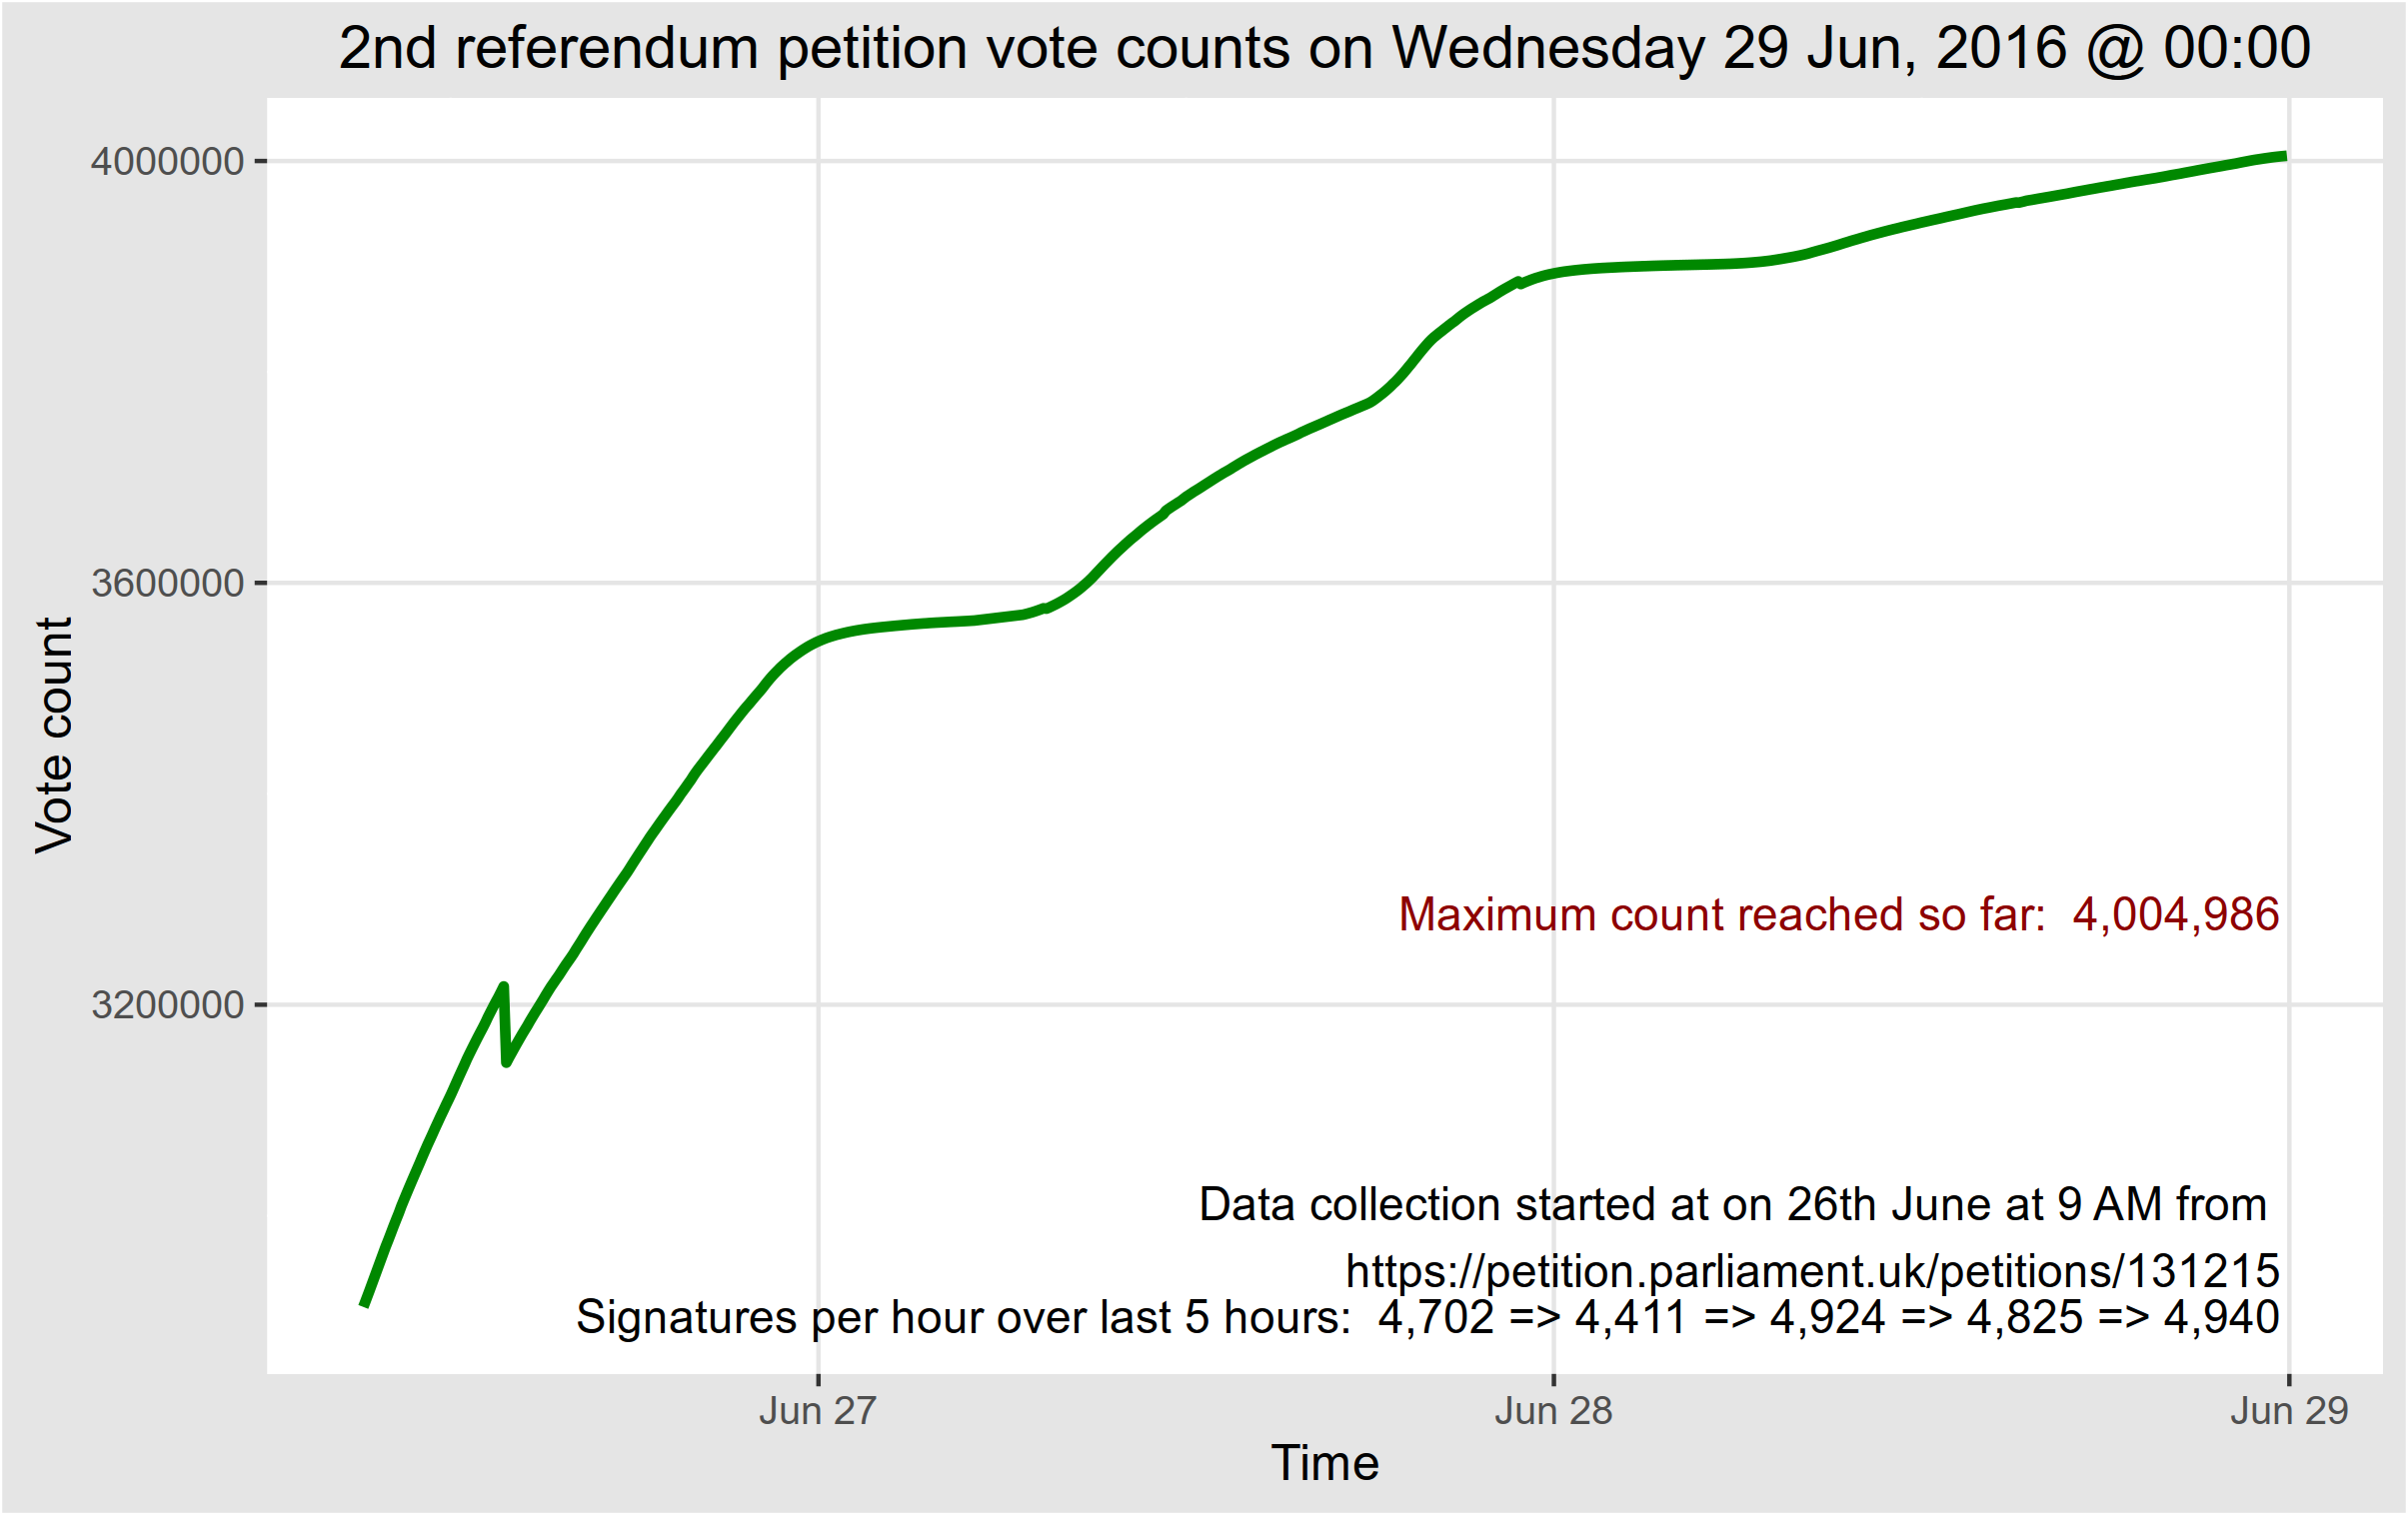 2nd referendum petition vote counts on Wednesday 29 Jun, 2016 @ 00:00
4000000
3600000
3200000
Vote count
Maximum count reached so far: 4,004,986
Data collection started at on 26th June at 9 AM from
https://petition.parliament.uk/petitions/131215
Signatures per hour over last 5 hours: 4,702 => 4,411 => 4,924 => 4,825 => 4,940
Jun 27
Jun 28
Jun 29
Time